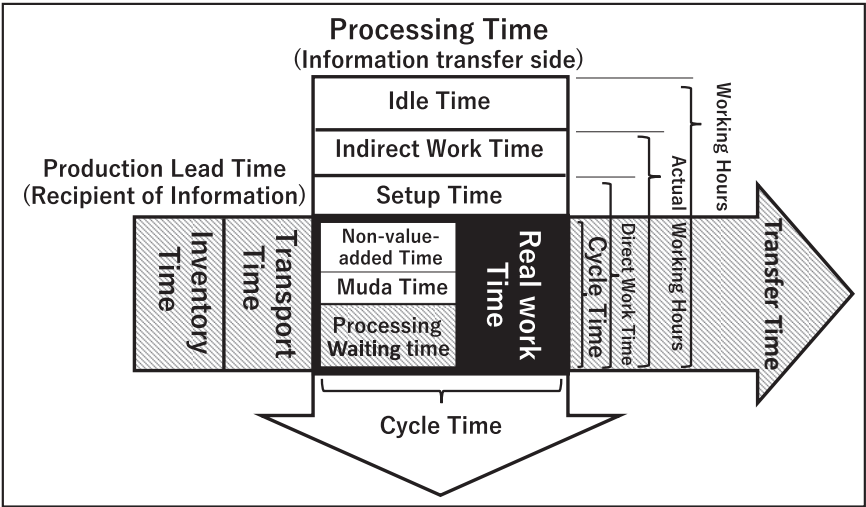 Processing Time
(Information transfer side)
Idle Time
Indirect Work Time
Setup Time
Production Lead Time
(Recipient of Information)
Inventory
Time
Transport
Time
Non-value-
added Time
Muda Time
Processing
Waiting time
Real work
Time
Cycle Time
Direct Work Time
Actual Working Hours
Working Hours
Transfer Time
Cycle Time